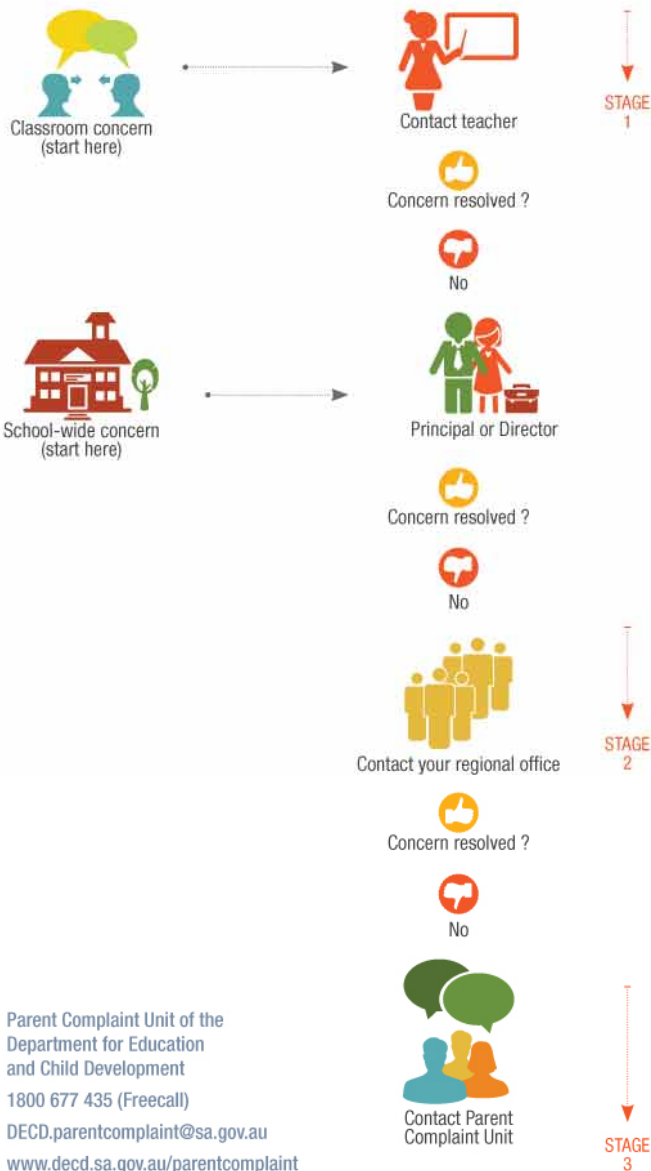 Classroom concern
(start here)
Contact teacher
STAGE
1
Concern resolved ?
No
School-wide concern
(start here)
Principal or Director
Concern resolved ?
No
Contact your regional office
STAGE
2
Concern resolved ?
No
Contact Parent
Complaint Unit
STAGE
3
Parent Complaint Unit of the
Department for Education
and Child Development
1800 677 435 (Freecall)
DECD.parentcomplaint@sa.gov.au
www.decd.sa.gov.au/parentcomplaint